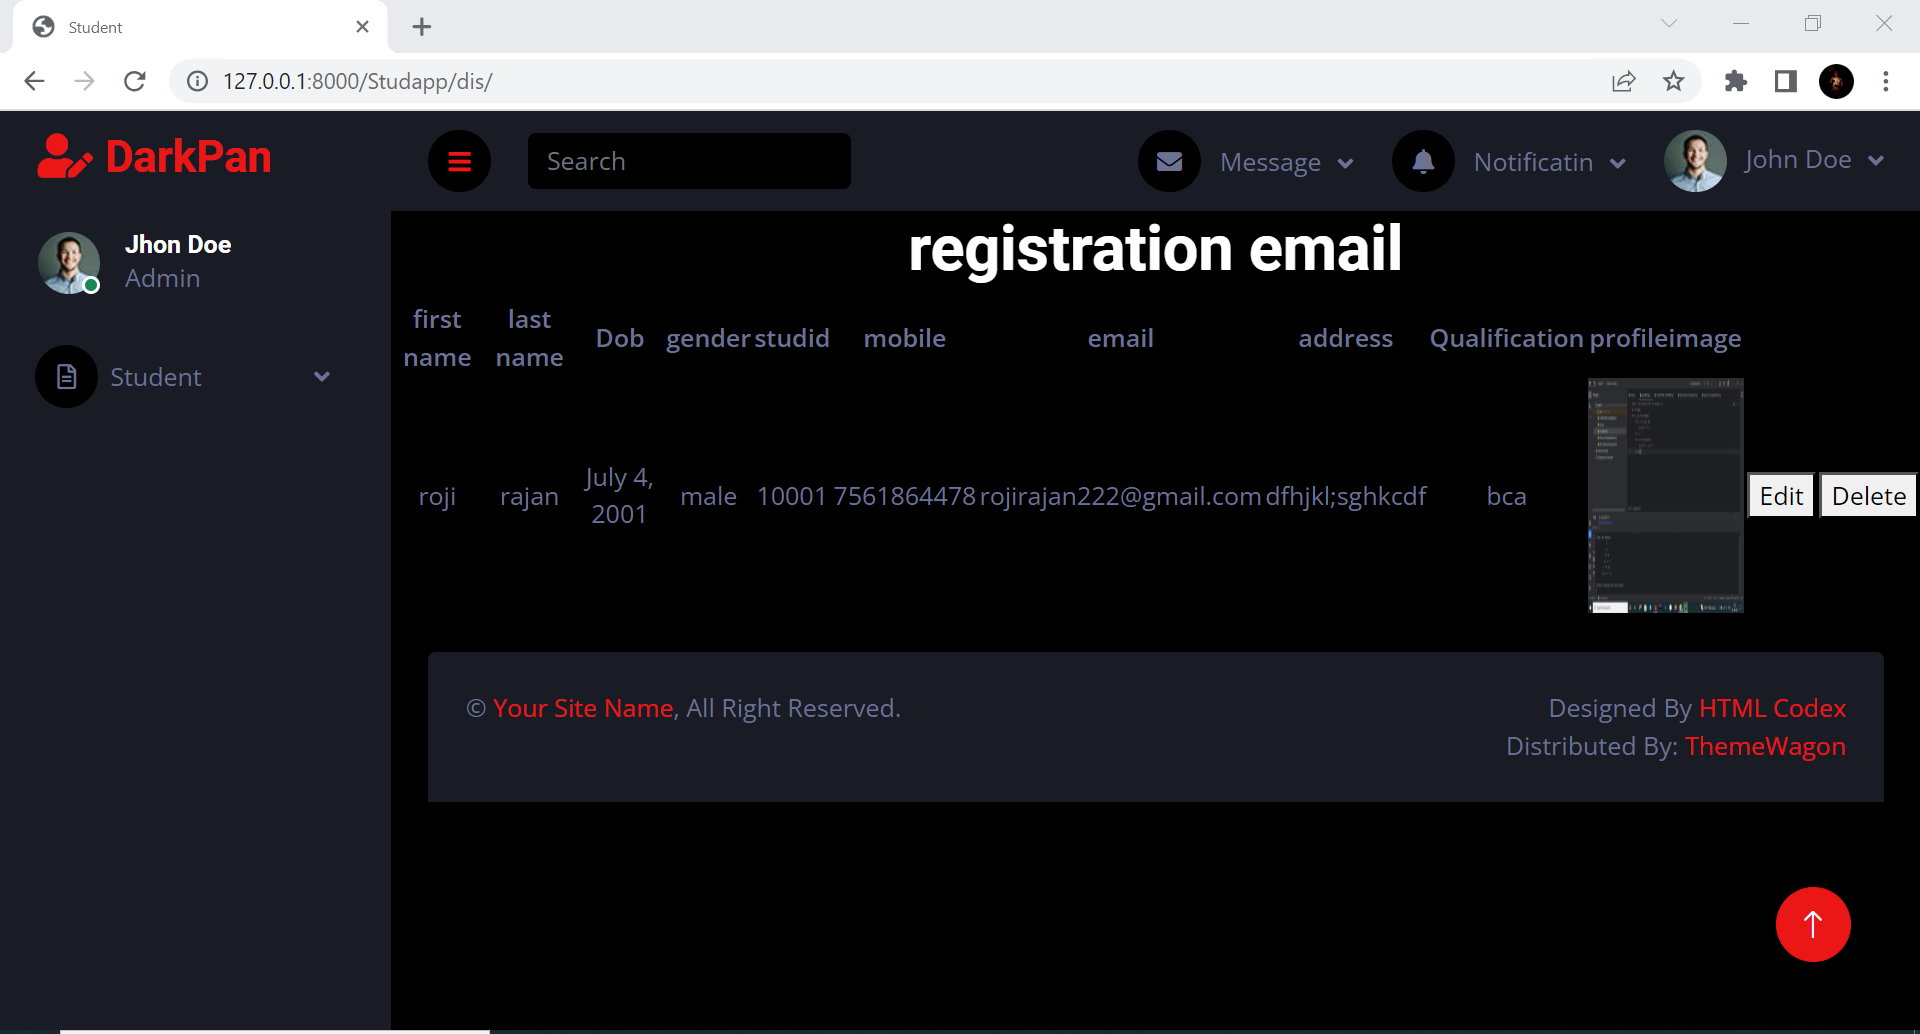 Student
127.0.0.1:8000/Studapp/dis/
DarkPan
Search
Message
Notificatin
John Doe
Jhon Doe
Admin
Student
registration email
first name last name Dob gender studid mobile email address Qualification profileimage
roji rajan July 4, 2001 male 10001 7561864478 rojirajan222@gmail.com dfhjkl;sghkcdf bca Edit Delete
© Your Site Name, All Right Reserved.
Designed By HTML Codex
Distributed By: ThemeWagon